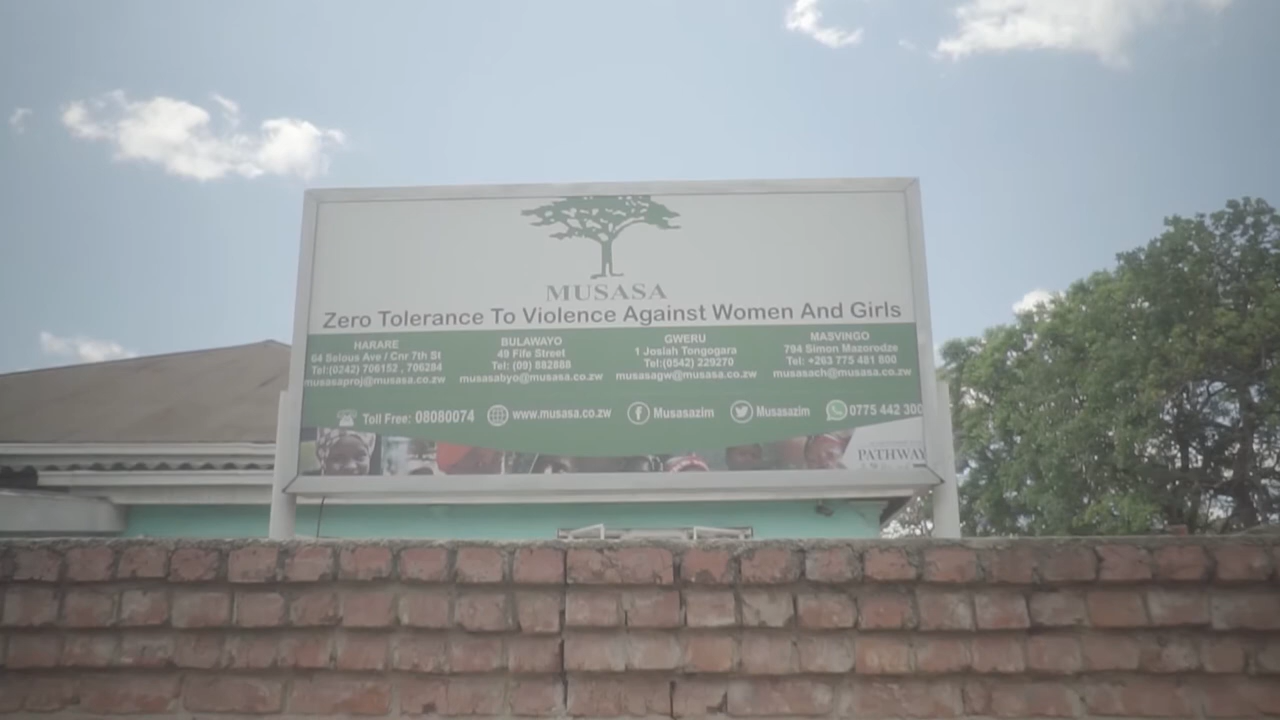 MUSASA
Zero Tolerance To Violence Against Women And Girls
HARARE
64 Selous Ave / Cnr 7th St
Tel:(0242) 706152 , 706284
musasaproj@musasa.co.zw
BULAWAYO
49 Fife Street
Tel: (09) 882888
musasabyo@musasa.co.zw
GWERU
1 Josiah Tongogara
Tel:(0542) 229270
musasagw@musasa.co.zw
MASVINGO
794 Simon Mazorodze
Tel: +263 775 481 800
musasach@musasa.co.zw
Toll Free: 08080074
www.musasa.co.zw
Musasazim
Musasazim
0775 442 300
PATHWAY